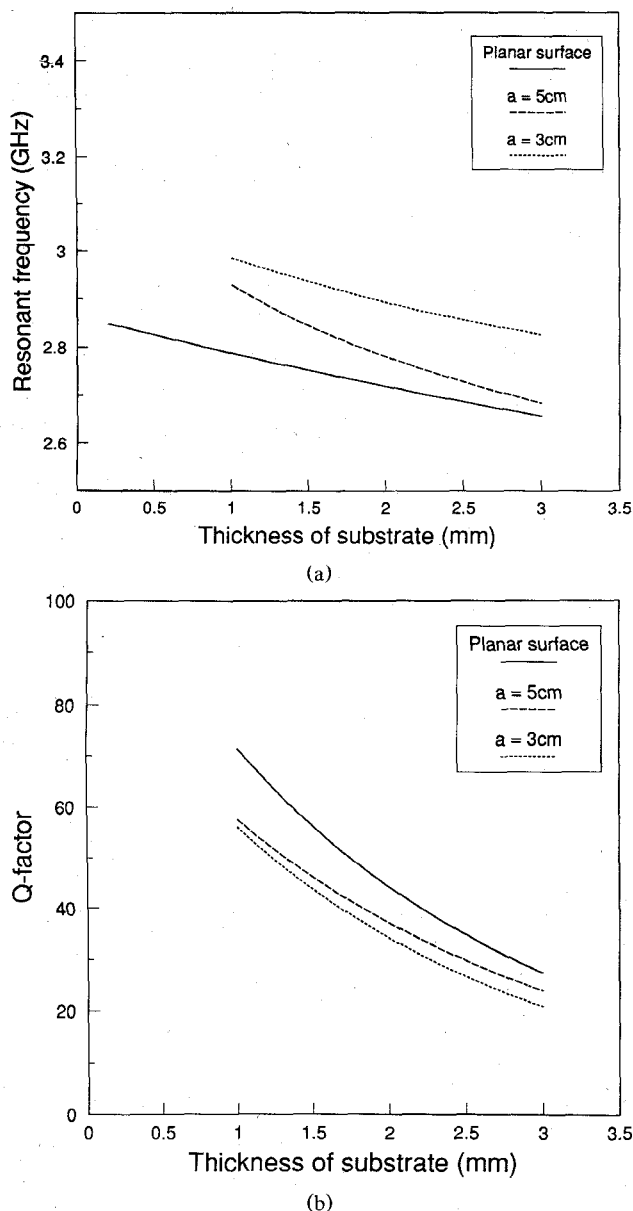 3.4
3.2
3
2.8
2.6
Resonant frequency (GHz)
Planar surface
a = 5cm
a = 3cm
0
0.5
1
1.5
2
2.5
3
3.5
Thickness of substrate (mm)
(a)
100
80
60
40
20
0
Q-factor
Planar surface
a = 5cm
a = 3cm
0
0.5
1
1.5
2
2.5
3
3.5
Thickness of substrate (mm)
(b)